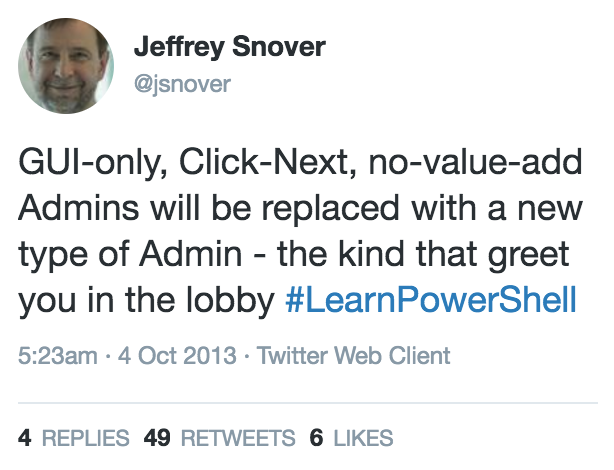 Jeffrey Snover
@jsnover
GUI-only, Click-Next, no-value-add
Admins will be replaced with a new
type of Admin - the kind that greet
you in the lobby #LearnPowerShell
5:23am · 4 Oct 2013 · Twitter Web Client
4 REPLIES 49 RETWEETS 6 LIKES